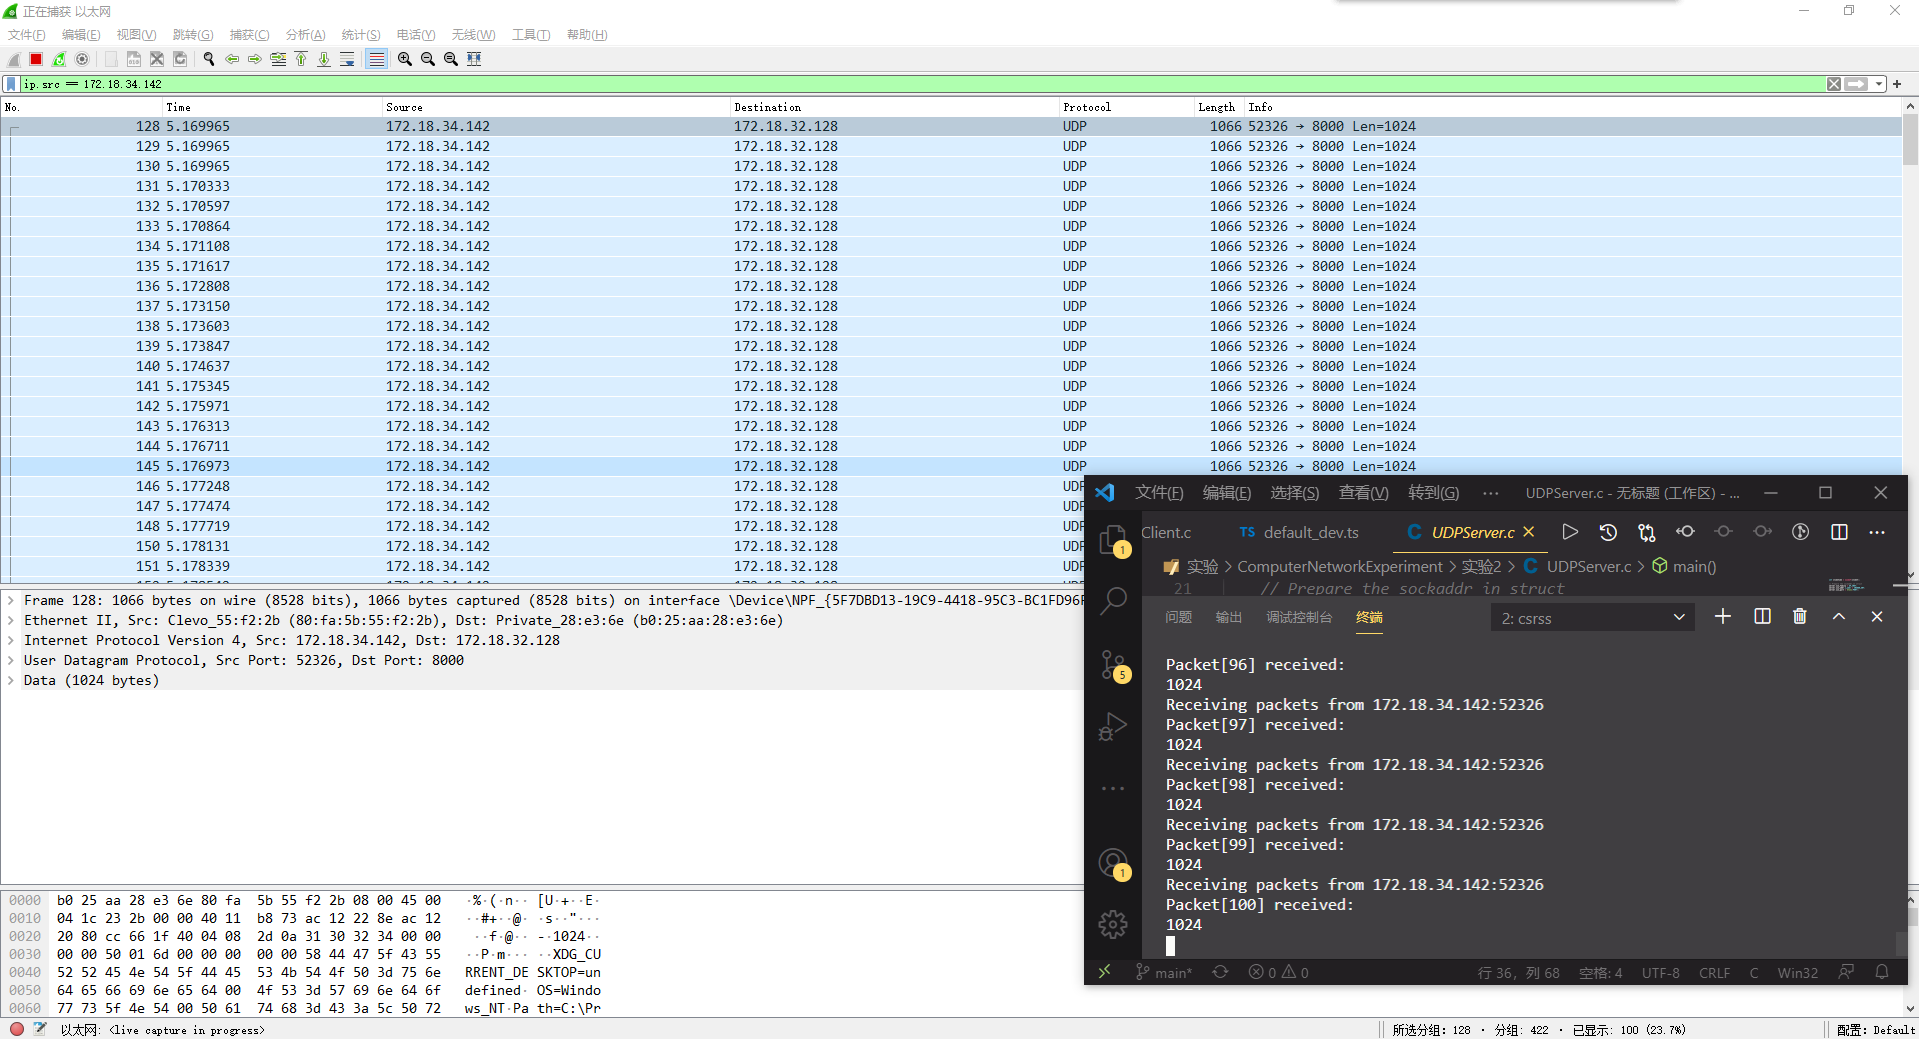 正在捕获 以太网
文件(F) 编辑(E) 视图(V) 跳转(G) 捕获(C) 分析(A) 统计(S) 电话(Y) 无线(W) 工具(T) 帮助(H)
ip.src == 172.18.34.142
No. Time Source Destination Protocol Length Info
128 5.169965 172.18.34.142 172.18.32.128 UDP 1066 52326 → 8000 Len=1024
129 5.169965 172.18.34.142 172.18.32.128 UDP 1066 52326 → 8000 Len=1024
130 5.169965 172.18.34.142 172.18.32.128 UDP 1066 52326 → 8000 Len=1024
131 5.170333 172.18.34.142 172.18.32.128 UDP 1066 52326 → 8000 Len=1024
132 5.170597 172.18.34.142 172.18.32.128 UDP 1066 52326 → 8000 Len=1024
133 5.170864 172.18.34.142 172.18.32.128 UDP 1066 52326 → 8000 Len=1024
134 5.171108 172.18.34.142 172.18.32.128 UDP 1066 52326 → 8000 Len=1024
135 5.171617 172.18.34.142 172.18.32.128 UDP 1066 52326 → 8000 Len=1024
136 5.172808 172.18.34.142 172.18.32.128 UDP 1066 52326 → 8000 Len=1024
137 5.173150 172.18.34.142 172.18.32.128 UDP 1066 52326 → 8000 Len=1024
138 5.173603 172.18.34.142 172.18.32.128 UDP 1066 52326 → 8000 Len=1024
139 5.173847 172.18.34.142 172.18.32.128 UDP 1066 52326 → 8000 Len=1024
140 5.174637 172.18.34.142 172.18.32.128 UDP 1066 52326 → 8000 Len=1024
141 5.175345 172.18.34.142 172.18.32.128 UDP 1066 52326 → 8000 Len=1024
142 5.175971 172.18.34.142 172.18.32.128 UDP 1066 52326 → 8000 Len=1024
143 5.176313 172.18.34.142 172.18.32.128 UDP 1066 52326 → 8000 Len=1024
144 5.176711 172.18.34.142 172.18.32.128 UDP 1066 52326 → 8000 Len=1024
145 5.176973 172.18.34.142 172.18.32.128 UDP 1066 52326 → 8000 Len=1024
146 5.177248 172.18.34.142 172.18.32.128 UDP
147 5.177474 172.18.34.142 172.18.32.128 UDP
148 5.177719 172.18.34.142 172.18.32.128 UDP
150 5.178131 172.18.34.142 172.18.32.128 UDP
151 5.178339 172.18.34.142 172.18.32.128 UDP
Frame 128: 1066 bytes on wire (8528 bits), 1066 bytes captured (8528 bits) on interface \Device\NPF_{5F7DBD13-19C9-4418-95C3-BC1FD96F
Ethernet II, Src: Clevo_55:f2:2b (80:fa:5b:55:f2:2b), Dst: Private_28:e3:6e (b0:25:aa:28:e3:6e)
Internet Protocol Version 4, Src: 172.18.34.142, Dst: 172.18.32.128
User Datagram Protocol, Src Port: 52326, Dst Port: 8000
Data (1024 bytes)
0000 b0 25 aa 28 e3 6e 80 fa 5b 55 f2 2b 08 00 45 00 ·%·(·n·· [U·+··E·
0010 04 1c 23 2b 00 00 40 11 b8 73 ac 12 22 8e ac 12 ··#+··@· ·s··"···
0020 20 80 cc 66 1f 40 04 08 2d 0a 31 30 32 34 00 00 ··f·@·· -·1024··
0030 00 00 50 01 6d 00 00 00 00 00 58 44 47 5f 43 55 ··P·m··· ··XDG_CU
0040 52 52 45 4e 54 5f 44 45 53 4b 54 4f 50 3d 75 6e RRENT_DE SKTOP=un
0050 64 65 66 69 6e 65 64 00 4f 53 3d 57 69 6e 64 6f defined· OS=Windo
0060 77 73 5f 4e 54 00 50 61 74 68 3d 43 3a 5c 50 72 ws_NT·Pa th=C:\Pr
以太网: <live capture in progress>
所选分组: 128 · 分组: 422 · 已显示: 100 (23.7%) 配置: Default
文件(F) 编辑(E) 选择(S) 查看(V) 转到(G) ··· UDPServer.c - 无标题 (工作区) - ...
Client.c TS default_dev.ts C UDPServer.c
1
实验 > ComputerNetworkExperiment > 实验2 > C UDPServer.c > main()
21 // Prepare the sockaddr_in struct
问题 输出 调试控制台 终端 2: csrss
Packet[96] received:
1024
Receiving packets from 172.18.34.142:52326
Packet[97] received:
1024
Receiving packets from 172.18.34.142:52326
Packet[98] received:
1024
Receiving packets from 172.18.34.142:52326
Packet[99] received:
1024
Receiving packets from 172.18.34.142:52326
Packet[100] received:
1024
5
1
main* 0 0 行 36，列 68 空格: 4 UTF-8 CRLF C Win32